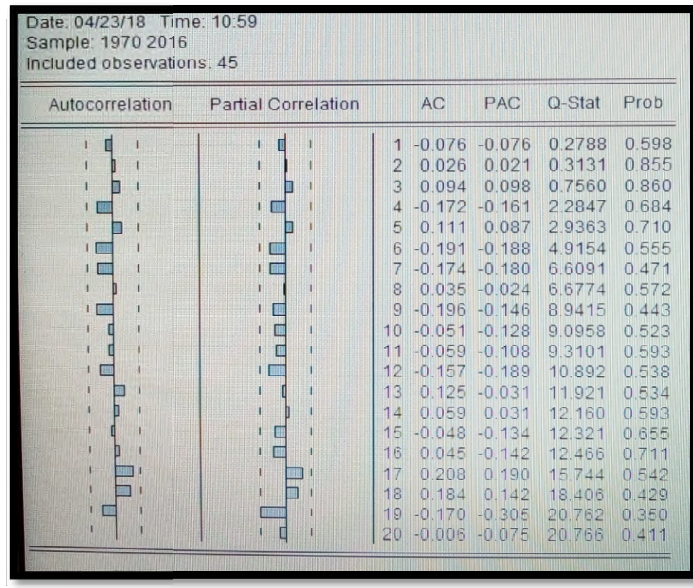 Date: 04/23/18 Time: 10:59
Sample: 1970 2016
Included observations: 45
Autocorrelation Partial Correlation AC PAC Q-Stat Prob
1 -0.076 -0.076 0.2788 0.598
2 0.026 0.021 0.3131 0.855
3 0.094 0.098 0.7560 0.860
4 -0.172 -0.161 2.2847 0.684
5 0.111 0.087 2.9363 0.710
6 -0.191 -0.188 4.9154 0.555
7 -0.174 -0.180 6.6091 0.471
8 0.035 -0.024 6.6774 0.572
9 -0.196 -0.146 8.9415 0.443
10 -0.051 -0.128 9.0958 0.523
11 -0.059 -0.108 9.3101 0.593
12 -0.157 -0.189 10.892 0.538
13 0.125 -0.031 11.921 0.534
14 0.059 0.031 12.160 0.593
15 -0.048 -0.134 12.321 0.655
16 0.045 -0.142 12.466 0.711
17 0.208 0.190 15.744 0.542
18 0.184 0.142 18.406 0.429
19 -0.170 -0.305 20.762 0.350
20 -0.006 -0.075 20.766 0.411